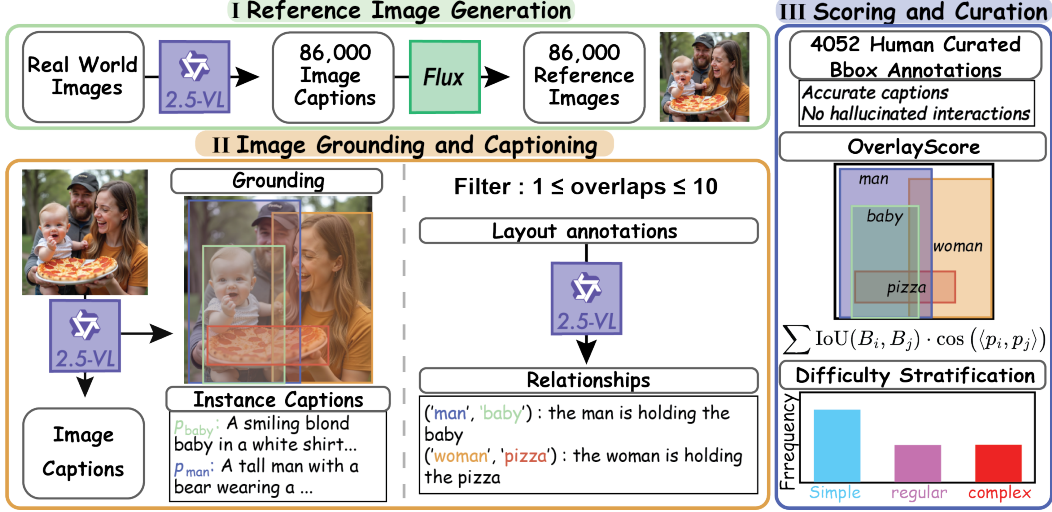 I Reference Image Generation
Real World
Images
2.5-VL
86,000
Image
Captions
Flux
86,000
Reference
Images
II Image Grounding and Captioning
2.5-VL
Image
Captions
Grounding
Instance Captions
p_baby: A smiling blond
baby in a white shirt...
p_man: A tall man with a
bear wearing a ...
Filter : 1 ≤ overlaps ≤ 10
Layout annotations
2.5-VL
Relationships
('man', 'baby') : the man is holding the
baby
('woman', 'pizza') : the woman is holding
the pizza
III Scoring and Curation
4052 Human Curated
Bbox Annotations
Accurate captions
No hallucinated interactions
OverlayScore
man
baby
woman
pizza
∑ IoU(B_i, B_j) · cos (⟨p_i, p_j⟩)
Difficulty Stratification
Frrequency
Simple
regular
complex